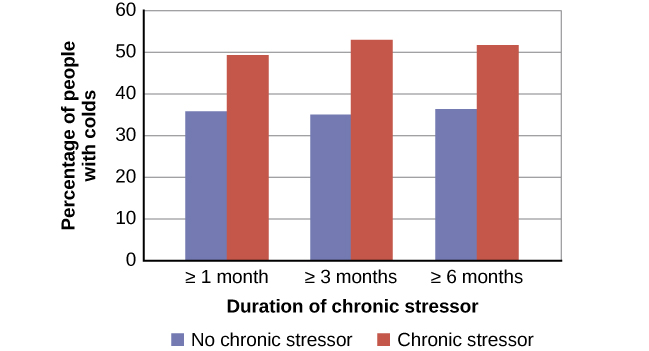 60
50
40
30
20
10
0
Percentage of people
with colds
≥ 1 month
≥ 3 months
≥ 6 months
Duration of chronic stressor
No chronic stressor
Chronic stressor